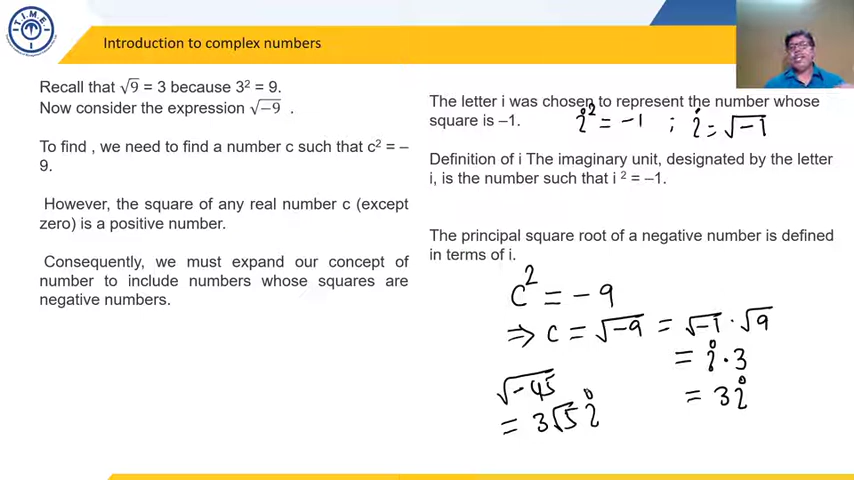 T.I.M.E.I
Introduction to complex numbers
Recall that √9 = 3 because 3² = 9.
Now consider the expression √−9 .
To find , we need to find a number c such that c² = –
9.
However, the square of any real number c (except
zero) is a positive number.
Consequently, we must expand our concept of
number to include numbers whose squares are
negative numbers.
The letter i was chosen to represent the number whose
square is –1.
i² = -1 ; i = √-1
Definition of i The imaginary unit, designated by the letter
i, is the number such that i ² = –1.
The principal square root of a negative number is defined
in terms of i.
c² = -9
⇒ c = √-9 = √-1 · √9
= i · 3
= 3i
√-45
= 3√5 i